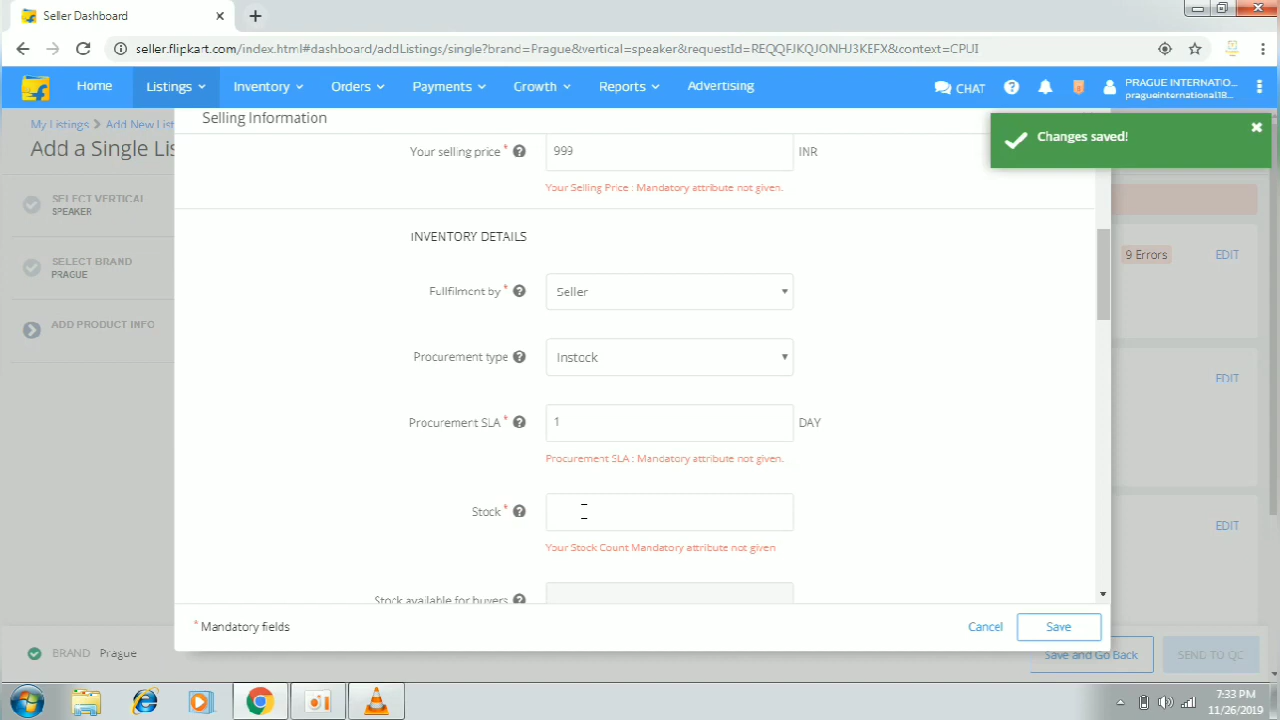 Seller Dashboard
seller.flipkart.com/index.html#dashboard/addListings/single?brand=Prague&vertical=speaker&requestId=REQQFJKQJONHJ3KEFX&context=CPUI
Home Listings Inventory Orders Payments Growth Reports Advertising CHAT PRAGUE INTERNATIO...
pragueinternational18...
My Listings > Add New List
Add a Single Lis
Changes saved!
SELECT VERTICAL
SPEAKER
SELECT BRAND
PRAGUE
ADD PRODUCT INFO
Selling Information
Your selling price * 999 INR
Your Selling Price : Mandatory attribute not given.
INVENTORY DETAILS
Fullfilment by * Seller
Procurement type Instock
Procurement SLA * 1 DAY
Procurement SLA : Mandatory attribute not given.
Stock *
Your Stock Count Mandatory attribute not given
Stock available for buyers
* Mandatory fields
Cancel Save
9 Errors EDIT
EDIT
EDIT
BRAND Prague
Save and Go Back SEND TO QC
7:33 PM
11/26/2019